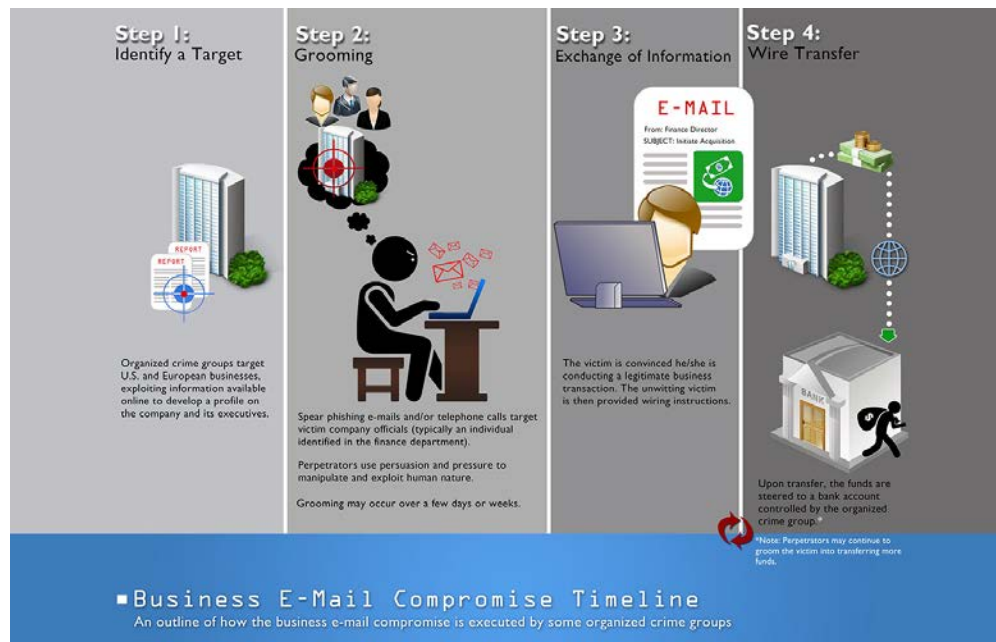 Step 1:
Identify a Target
REPORT
REPORT
Organized crime groups target
U.S. and European businesses,
exploiting information available
online to develop a profile on
the company and its executives.
Step 2:
Grooming
Spear phishing e-mails and/or telephone calls target
victim company officials (typically an individual
identified in the finance department).
Perpetrators use persuasion and pressure to
manipulate and exploit human nature.
Grooming may occur over a few days or weeks.
Step 3:
Exchange of Information
E-MAIL
From: Finance Director
SUBJECT: Initiate Acquisition
The victim is convinced he/she is
conducting a legitimate business
transaction. The unwitting victim
is then provided wiring instructions.
Step 4:
Wire Transfer
BANK
$
Upon transfer, the funds are
steered to a bank account
controlled by the organized
crime group.*
*Note: Perpetrators may continue to
groom the victim into transferring more
funds.
Business E-Mail Compromise Timeline
An outline of how the business e-mail compromise is executed by some organized crime groups